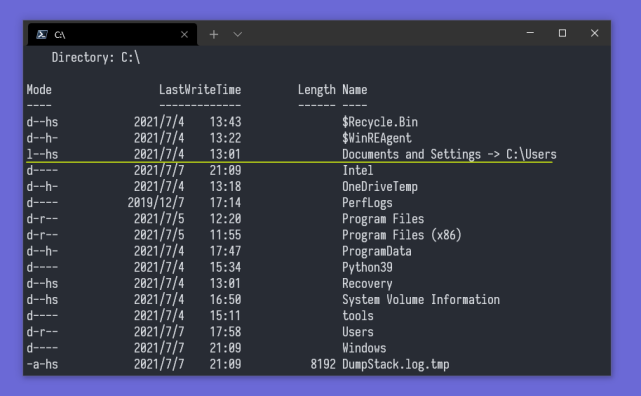 C:\
Directory: C:\
Mode LastWriteTime Length Name
---- ------------- ------ ----
d--hs 2021/7/4 13:43 $Recycle.Bin
d--h- 2021/7/4 13:22 $WinREAgent
l--hs 2021/7/4 13:01 Documents and Settings -> C:\Users
d---- 2021/7/7 21:09 Intel
d--h- 2021/7/4 13:18 OneDriveTemp
d---- 2019/12/7 17:14 PerfLogs
d-r-- 2021/7/5 12:20 Program Files
d-r-- 2021/7/5 11:55 Program Files (x86)
d--h- 2021/7/4 17:47 ProgramData
d---- 2021/7/4 15:34 Python39
d--hs 2021/7/4 13:01 Recovery
d--hs 2021/7/4 16:50 System Volume Information
d---- 2021/7/4 15:11 tools
d-r-- 2021/7/7 17:58 Users
d---- 2021/7/7 21:09 Windows
-a-hs 2021/7/7 21:09 8192 DumpStack.log.tmp